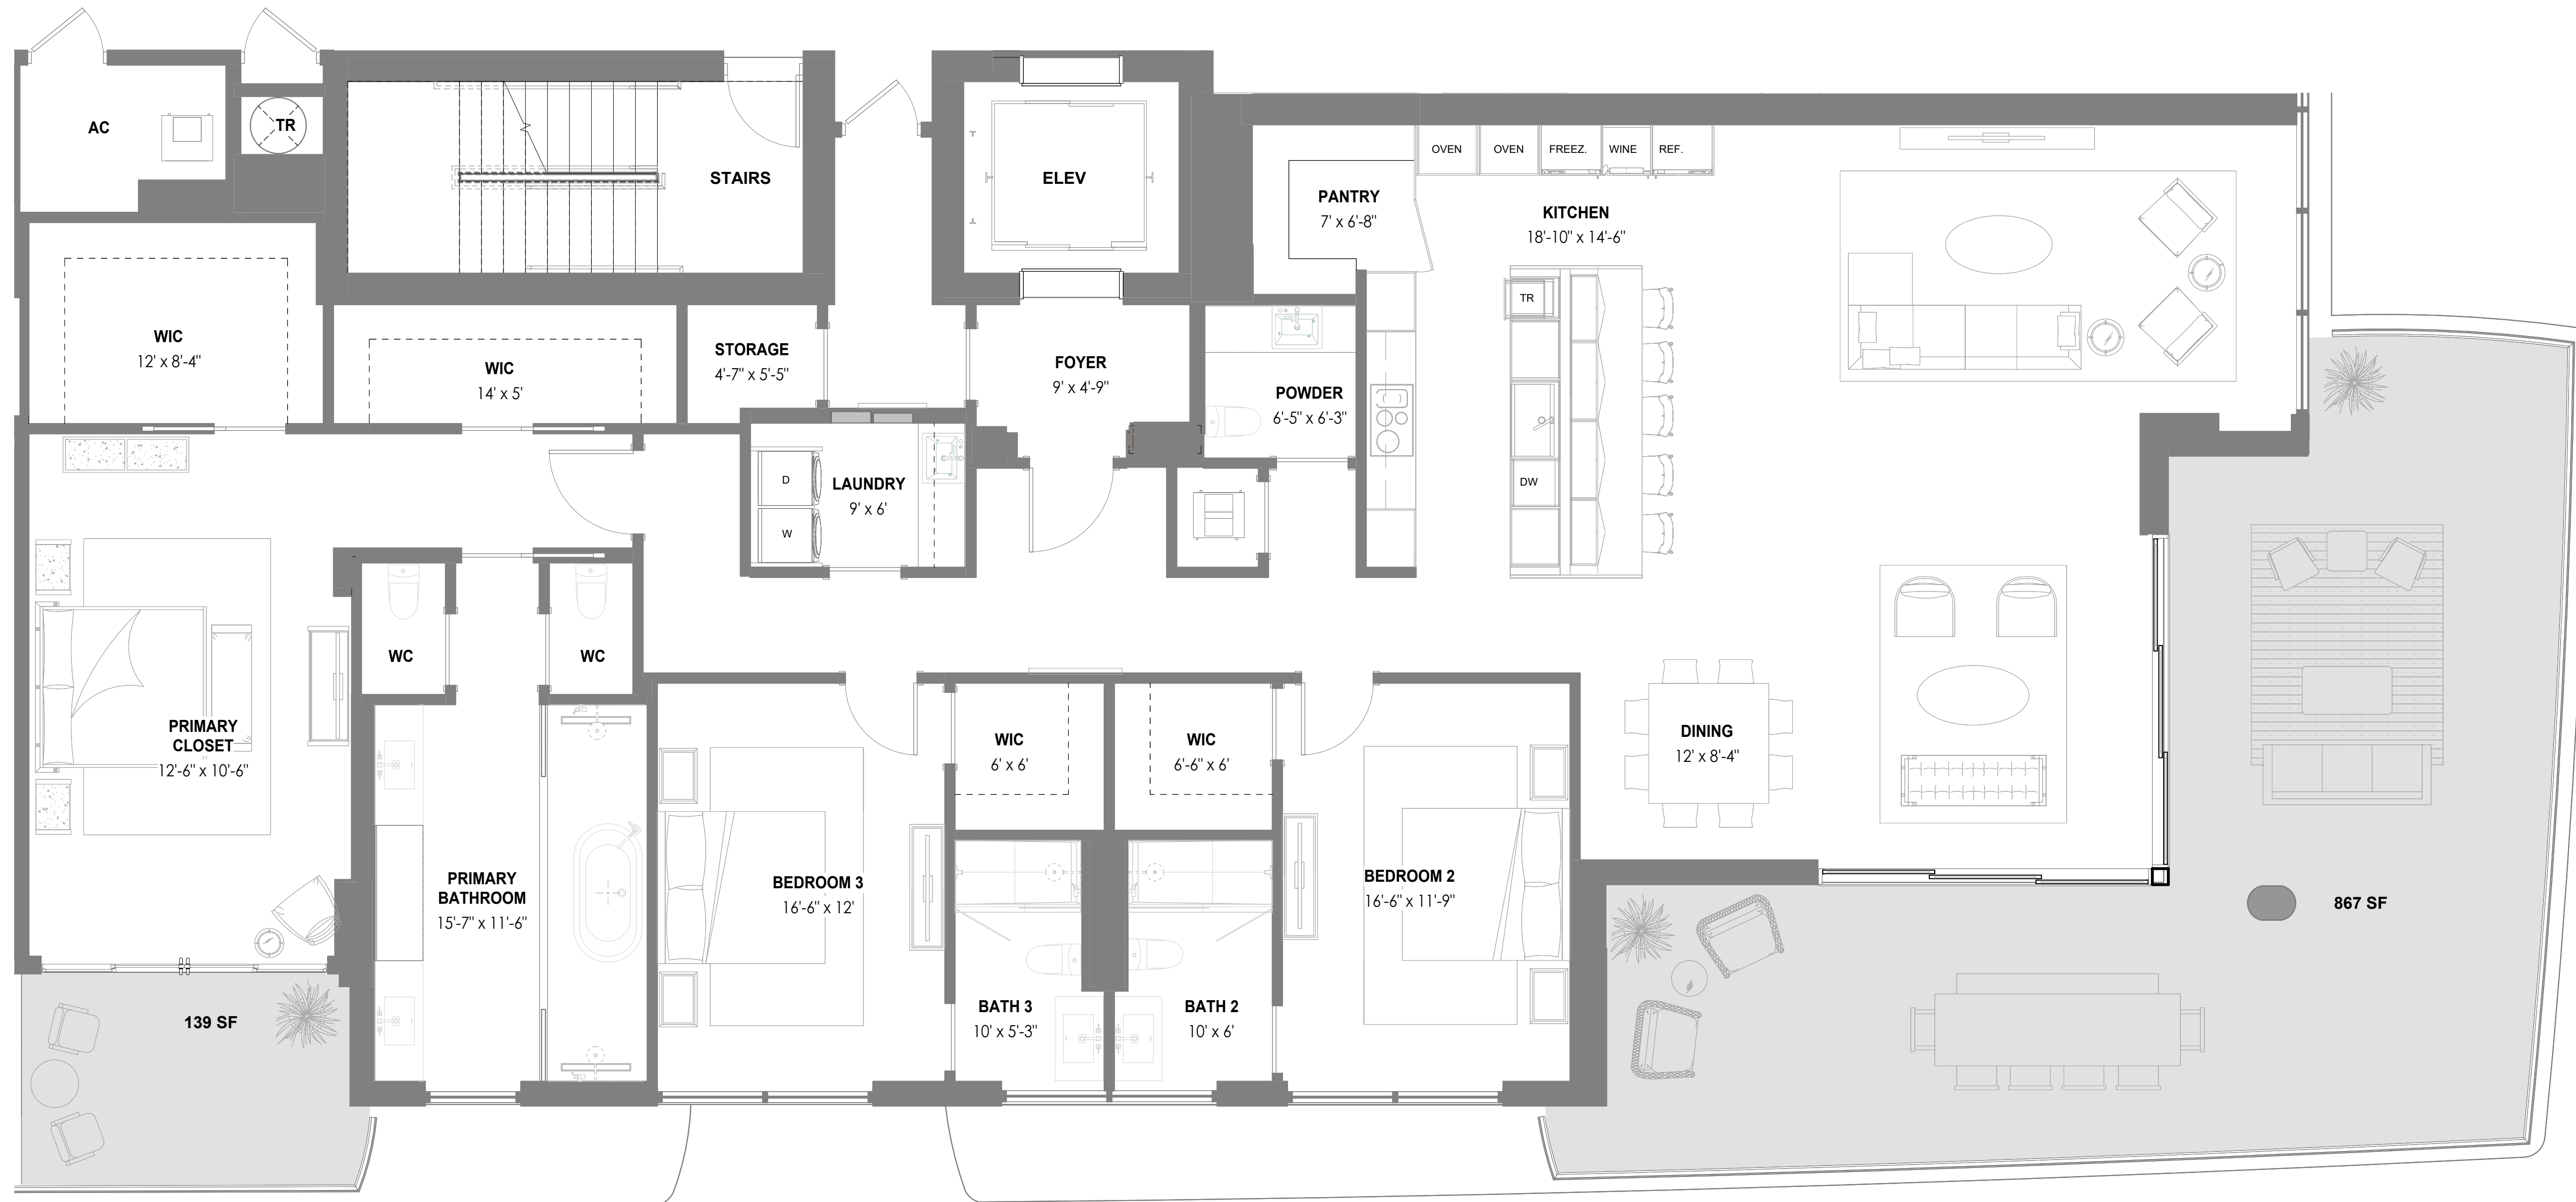 AC
TR
STAIRS
ELEV
OVEN
OVEN
FREEZ.
WINE
REF.
PANTRY
7' x 6'-8"
KITCHEN
18'-10" x 14'-6"
WIC
12' x 8'-4"
WIC
14' x 5'
STORAGE
4'-7" x 5'-5"
FOYER
9' x 4'-9"
POWDER
6'-5" x 6'-3"
TR
DW
D
W
LAUNDRY
9' x 6'
WC
WC
PRIMARY
CLOSET
12'-6" x 10'-6"
PRIMARY
BATHROOM
15'-7" x 11'-6"
BEDROOM 3
16'-6" x 12'
WIC
6' x 6'
WIC
6'-6" x 6'
BEDROOM 2
16'-6" x 11'-9"
DINING
12' x 8'-4"
BATH 3
10' x 5'-3"
BATH 2
10' x 6'
139 SF
867 SF